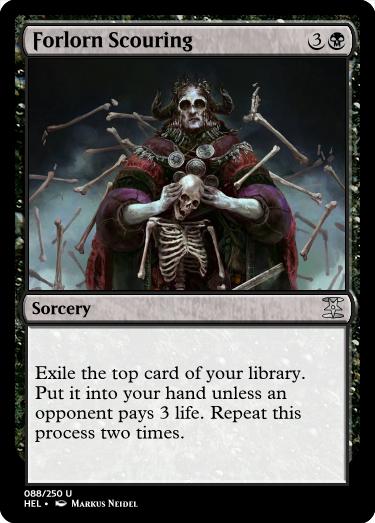 Forlorn Scouring 3
Sorcery
Exile the top card of your library.
Put it into your hand unless an
opponent pays 3 life. Repeat this
process two times.
088/250 U
HEL • Markus Neidel